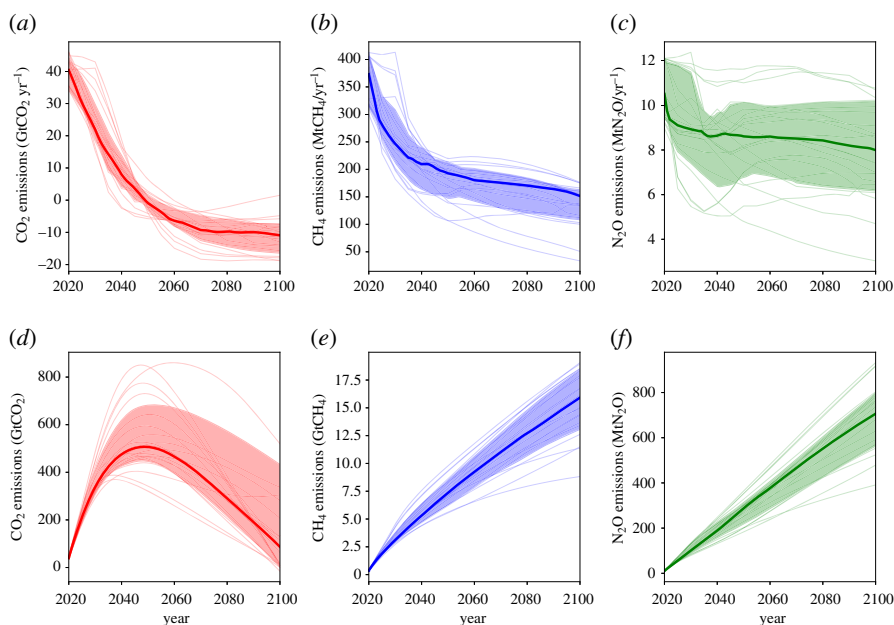 (a)
(b)
(c)
CO₂ emissions (GtCO₂ yr⁻¹)
40
30
20
10
0
−10
−20
2020 2040 2060 2080 2100
CH₄ emissions (MtCH₄/yr⁻¹)
400
350
300
250
200
150
100
50
2020 2040 2060 2080 2100
N₂O emissions (MtN₂O/yr⁻¹)
12
10
8
6
4
2020 2040 2060 2080 2100
(d)
(e)
(f)
CO₂ emissions (GtCO₂)
800
600
400
200
0
2020 2040 2060 2080 2100
year
CH₄ emissions (GtCH₄)
17.5
15.0
12.5
10.0
7.5
5.0
2.5
0
2020 2040 2060 2080 2100
year
N₂O emissions (MtN₂O)
800
600
400
200
0
2020 2040 2060 2080 2100
year